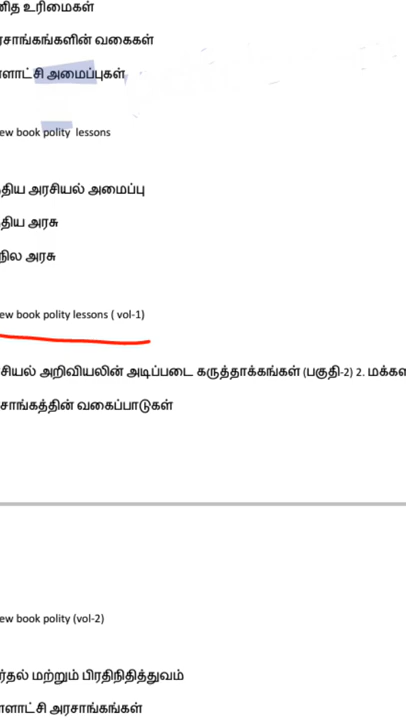 னித உரிமைகள்
ரசாங்கங்களின் வகைகள்
ளாட்சி அமைப்புகள்
ew book polity lessons
திய அரசியல் அமைப்பு
திய அரசு
நில அரசு
ew book polity lessons ( vol-1)
சியல் அறிவியலின் அடிப்படை கருத்தாக்கங்கள் (பகுதி-2) 2. மக்க
சாங்கத்தின் வகைப்பாடுகள்
ew book polity (vol-2)
ர்தல் மற்றும் பிரதிநிதித்துவம்
ளாட்சி அரசாங்கங்கள்